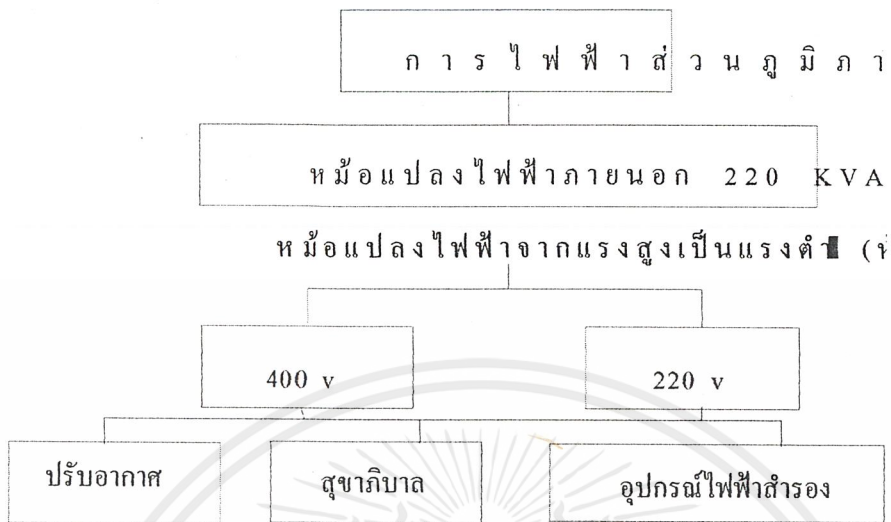 การไฟฟ้าส่วนภูมิภา
หม้อแปลงไฟฟ้าภายนอก 220 KVA
หม้อแปลงไฟฟ้าจากแรงสูงเป็นแรงต่ำ
400 v 220 v
ปรับอากาศ สุขาภิบาล อุปกรณ์ไฟฟ้าสำรอง